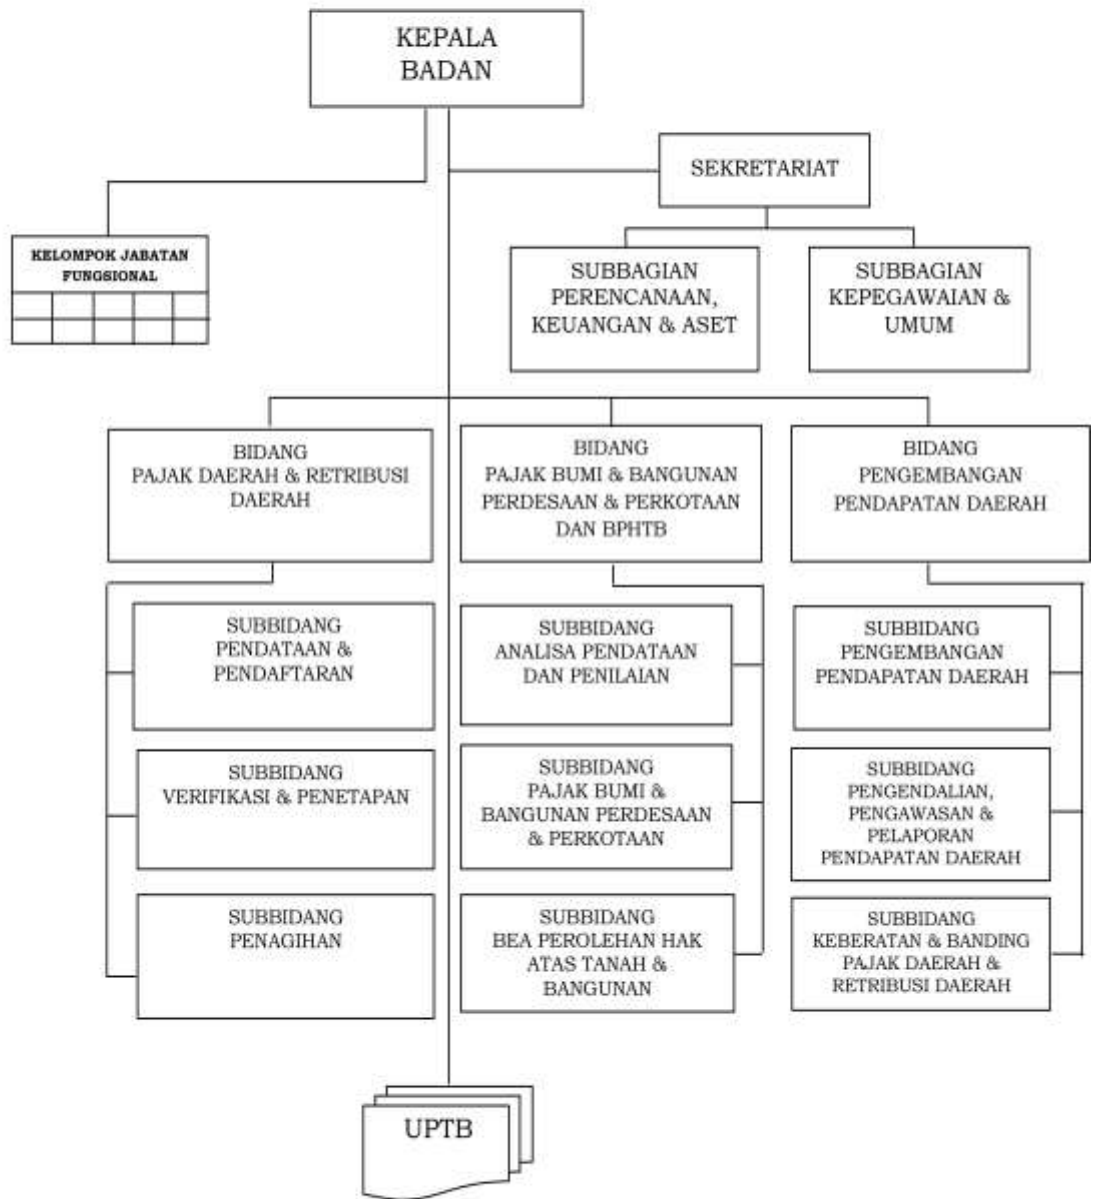 KEPALA
BADAN
SEKRETARIAT
KELOMPOK JABATAN
FUNGSIONAL
SUBBAGIAN
PERENCANAAN,
KEUANGAN & ASET
SUBBAGIAN
KEPEGAWAIAN &
UMUM
BIDANG
PAJAK DAERAH & RETRIBUSI
DAERAH
BIDANG
PAJAK BUMI & BANGUNAN
PERDESAAN & PERKOTAAN
DAN BPHTB
BIDANG
PENGEMBANGAN
PENDAPATAN DAERAH
SUBBIDANG
PENDATAAN &
PENDAFTARAN
SUBBIDANG
ANALISA PENDATAAN
DAN PENILAIAN
SUBBIDANG
PENGEMBANGAN
PENDAPATAN DAERAH
SUBBIDANG
VERIFIKASI & PENETAPAN
SUBBIDANG
PAJAK BUMI &
BANGUNAN PERDESAAN
& PERKOTAAN
SUBBIDANG
PENGENDALIAN,
PENGAWASAN &
PELAPORAN
PENDAPATAN DAERAH
SUBBIDANG
PENAGIHAN
SUBBIDANG
BEA PEROLEHAN HAK
ATAS TANAH &
BANGUNAN
SUBBIDANG
KEBERATAN & BANDING
PAJAK DAERAH &
RETRIBUSI DAERAH
UPTB